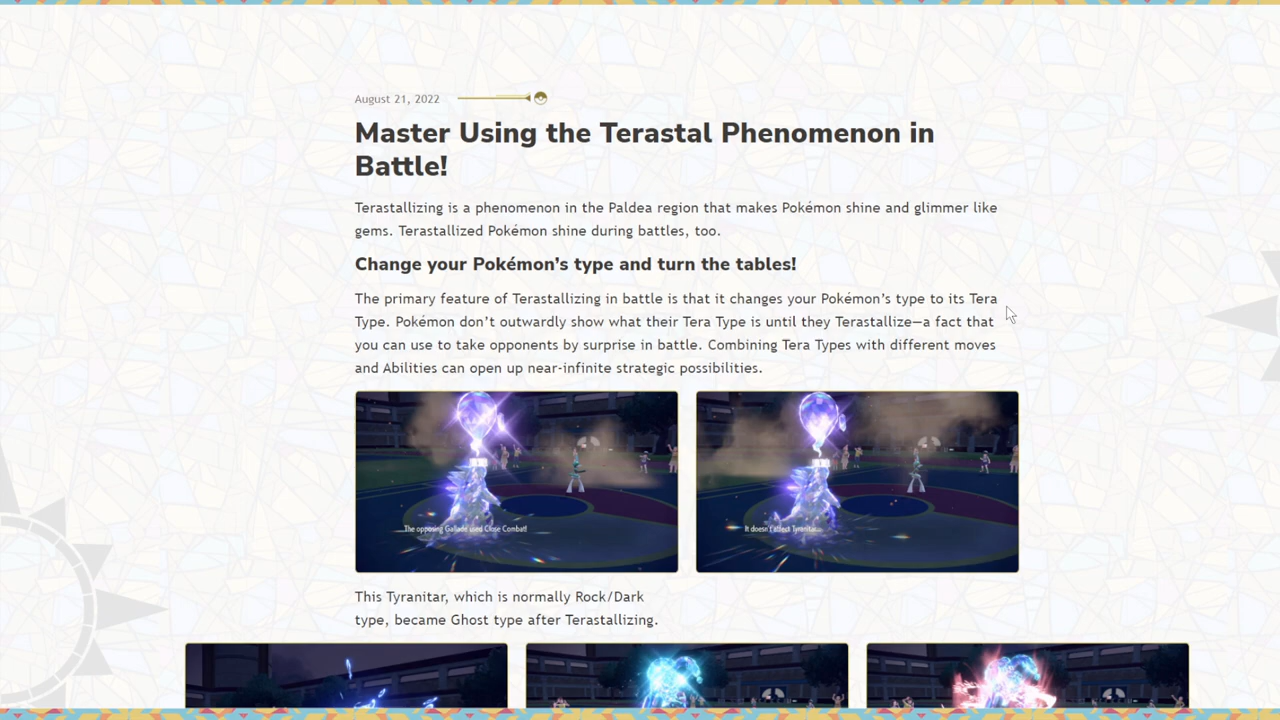 August 21, 2022
Master Using the Terastal Phenomenon in
Battle!
Terastallizing is a phenomenon in the Paldea region that makes Pokémon shine and glimmer like
gems. Terastallized Pokémon shine during battles, too.
Change your Pokémon’s type and turn the tables!
The primary feature of Terastallizing in battle is that it changes your Pokémon’s type to its Tera
Type. Pokémon don’t outwardly show what their Tera Type is until they Terastallize—a fact that
you can use to take opponents by surprise in battle. Combining Tera Types with different moves
and Abilities can open up near-infinite strategic possibilities.
The opposing Gallade used Close Combat!
It doesn't affect Tyranitar...
This Tyranitar, which is normally Rock/Dark
type, became Ghost type after Terastallizing.